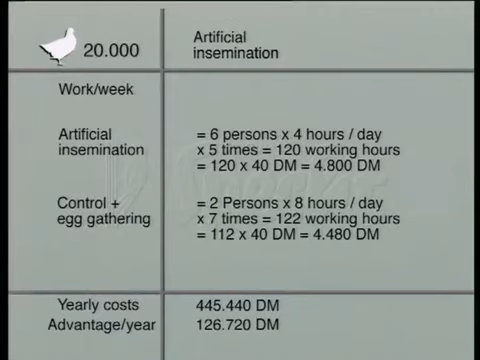 20.000
Artificial
insemination
Work/week
Artificial
insemination
= 6 persons x 4 hours / day
x 5 times = 120 working hours
= 120 x 40 DM = 4.800 DM
Control +
egg gathering
= 2 Persons x 8 hours / day
x 7 times = 122 working hours
= 112 x 40 DM = 4.480 DM
Yearly costs
445.440 DM
Advantage/year
126.720 DM